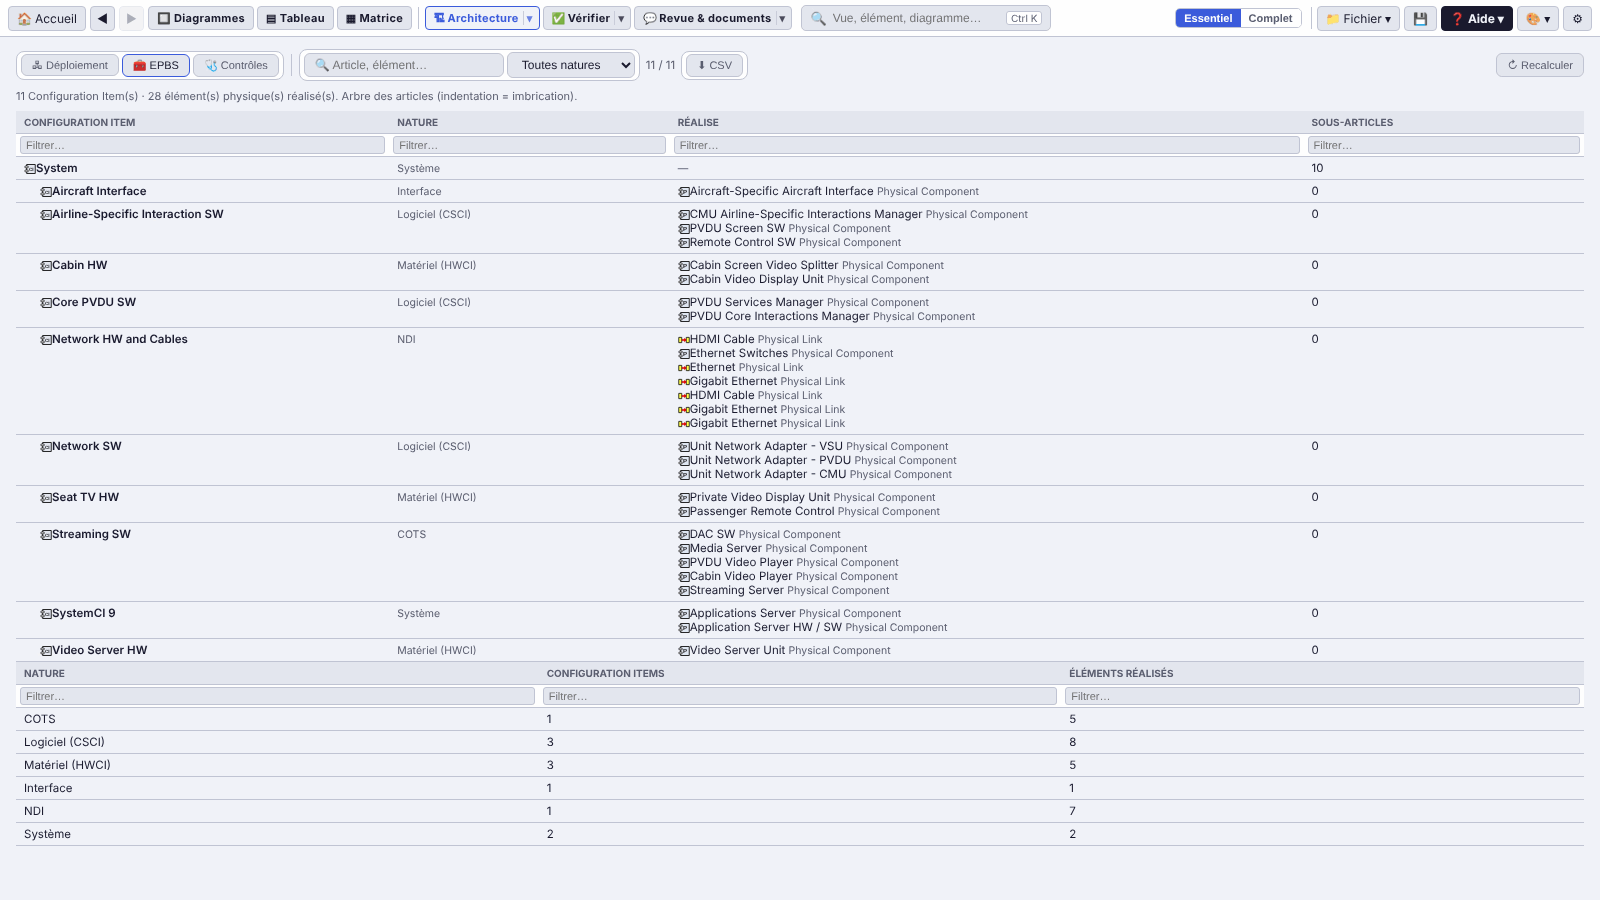 🏠 Accueil ◀ ▶ 🔲 Diagrammes ▤ Tableau ▦ Matrice 🏗 Architecture ▾ ✅ Vérifier ▾ 💬 Revue & documents ▾ 🔍 Vue, élément, diagramme… Ctrl K Essentiel Complet 📁 Fichier ▾ 💾 ❓ Aide ▾ 🎨 ▾ ⚙
🖧 Déploiement 🧰 EPBS 🩺 Contrôles 🔍 Article, élément… Toutes natures 11 / 11 ⬇ CSV ↻ Recalculer
11 Configuration Item(s) · 28 élément(s) physique(s) réalisé(s). Arbre des articles (indentation = imbrication).
CONFIGURATION ITEM NATURE RÉALISE SOUS-ARTICLES
Filtrer… Filtrer… Filtrer… Filtrer…
System Système — 10
Aircraft Interface Interface Aircraft-Specific Aircraft Interface Physical Component 0
Airline-Specific Interaction SW Logiciel (CSCI) CMU Airline-Specific Interactions Manager Physical Component 0
PVDU Screen SW Physical Component
Remote Control SW Physical Component
Cabin HW Matériel (HWCI) Cabin Screen Video Splitter Physical Component 0
Cabin Video Display Unit Physical Component
Core PVDU SW Logiciel (CSCI) PVDU Services Manager Physical Component 0
PVDU Core Interactions Manager Physical Component
Network HW and Cables NDI HDMI Cable Physical Link 0
Ethernet Switches Physical Component
Ethernet Physical Link
Gigabit Ethernet Physical Link
HDMI Cable Physical Link
Gigabit Ethernet Physical Link
Gigabit Ethernet Physical Link
Network SW Logiciel (CSCI) Unit Network Adapter - VSU Physical Component 0
Unit Network Adapter - PVDU Physical Component
Unit Network Adapter - CMU Physical Component
Seat TV HW Matériel (HWCI) Private Video Display Unit Physical Component 0
Passenger Remote Control Physical Component
Streaming SW COTS DAC SW Physical Component 0
Media Server Physical Component
PVDU Video Player Physical Component
Cabin Video Player Physical Component
Streaming Server Physical Component
SystemCI 9 Système Applications Server Physical Component 0
Application Server HW / SW Physical Component
Video Server HW Matériel (HWCI) Video Server Unit Physical Component 0
NATURE CONFIGURATION ITEMS ÉLÉMENTS RÉALISÉS
Filtrer… Filtrer… Filtrer…
COTS 1 5
Logiciel (CSCI) 3 8
Matériel (HWCI) 3 5
Interface 1 1
NDI 1 7
Système 2 2